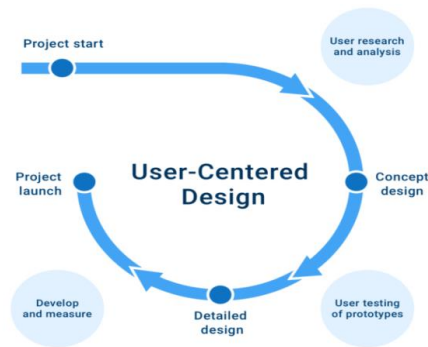 Project start
User research
and analysis
User-Centered
Design
Project
launch
Concept
design
Develop
and measure
Detailed
design
User testing
of prototypes